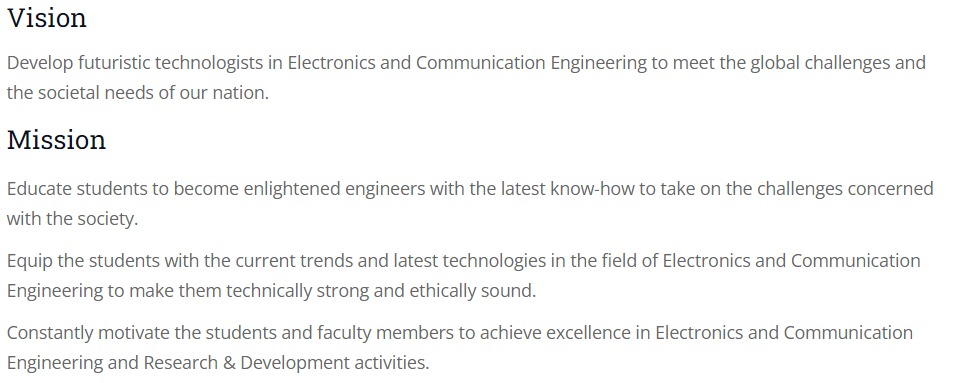 Vision
Develop futuristic technologists in Electronics and Communication Engineering to meet the global challenges and
the societal needs of our nation.
Mission
Educate students to become enlightened engineers with the latest know-how to take on the challenges concerned
with the society.
Equip the students with the current trends and latest technologies in the field of Electronics and Communication
Engineering to make them technically strong and ethically sound.
Constantly motivate the students and faculty members to achieve excellence in Electronics and Communication
Engineering and Research & Development activities.